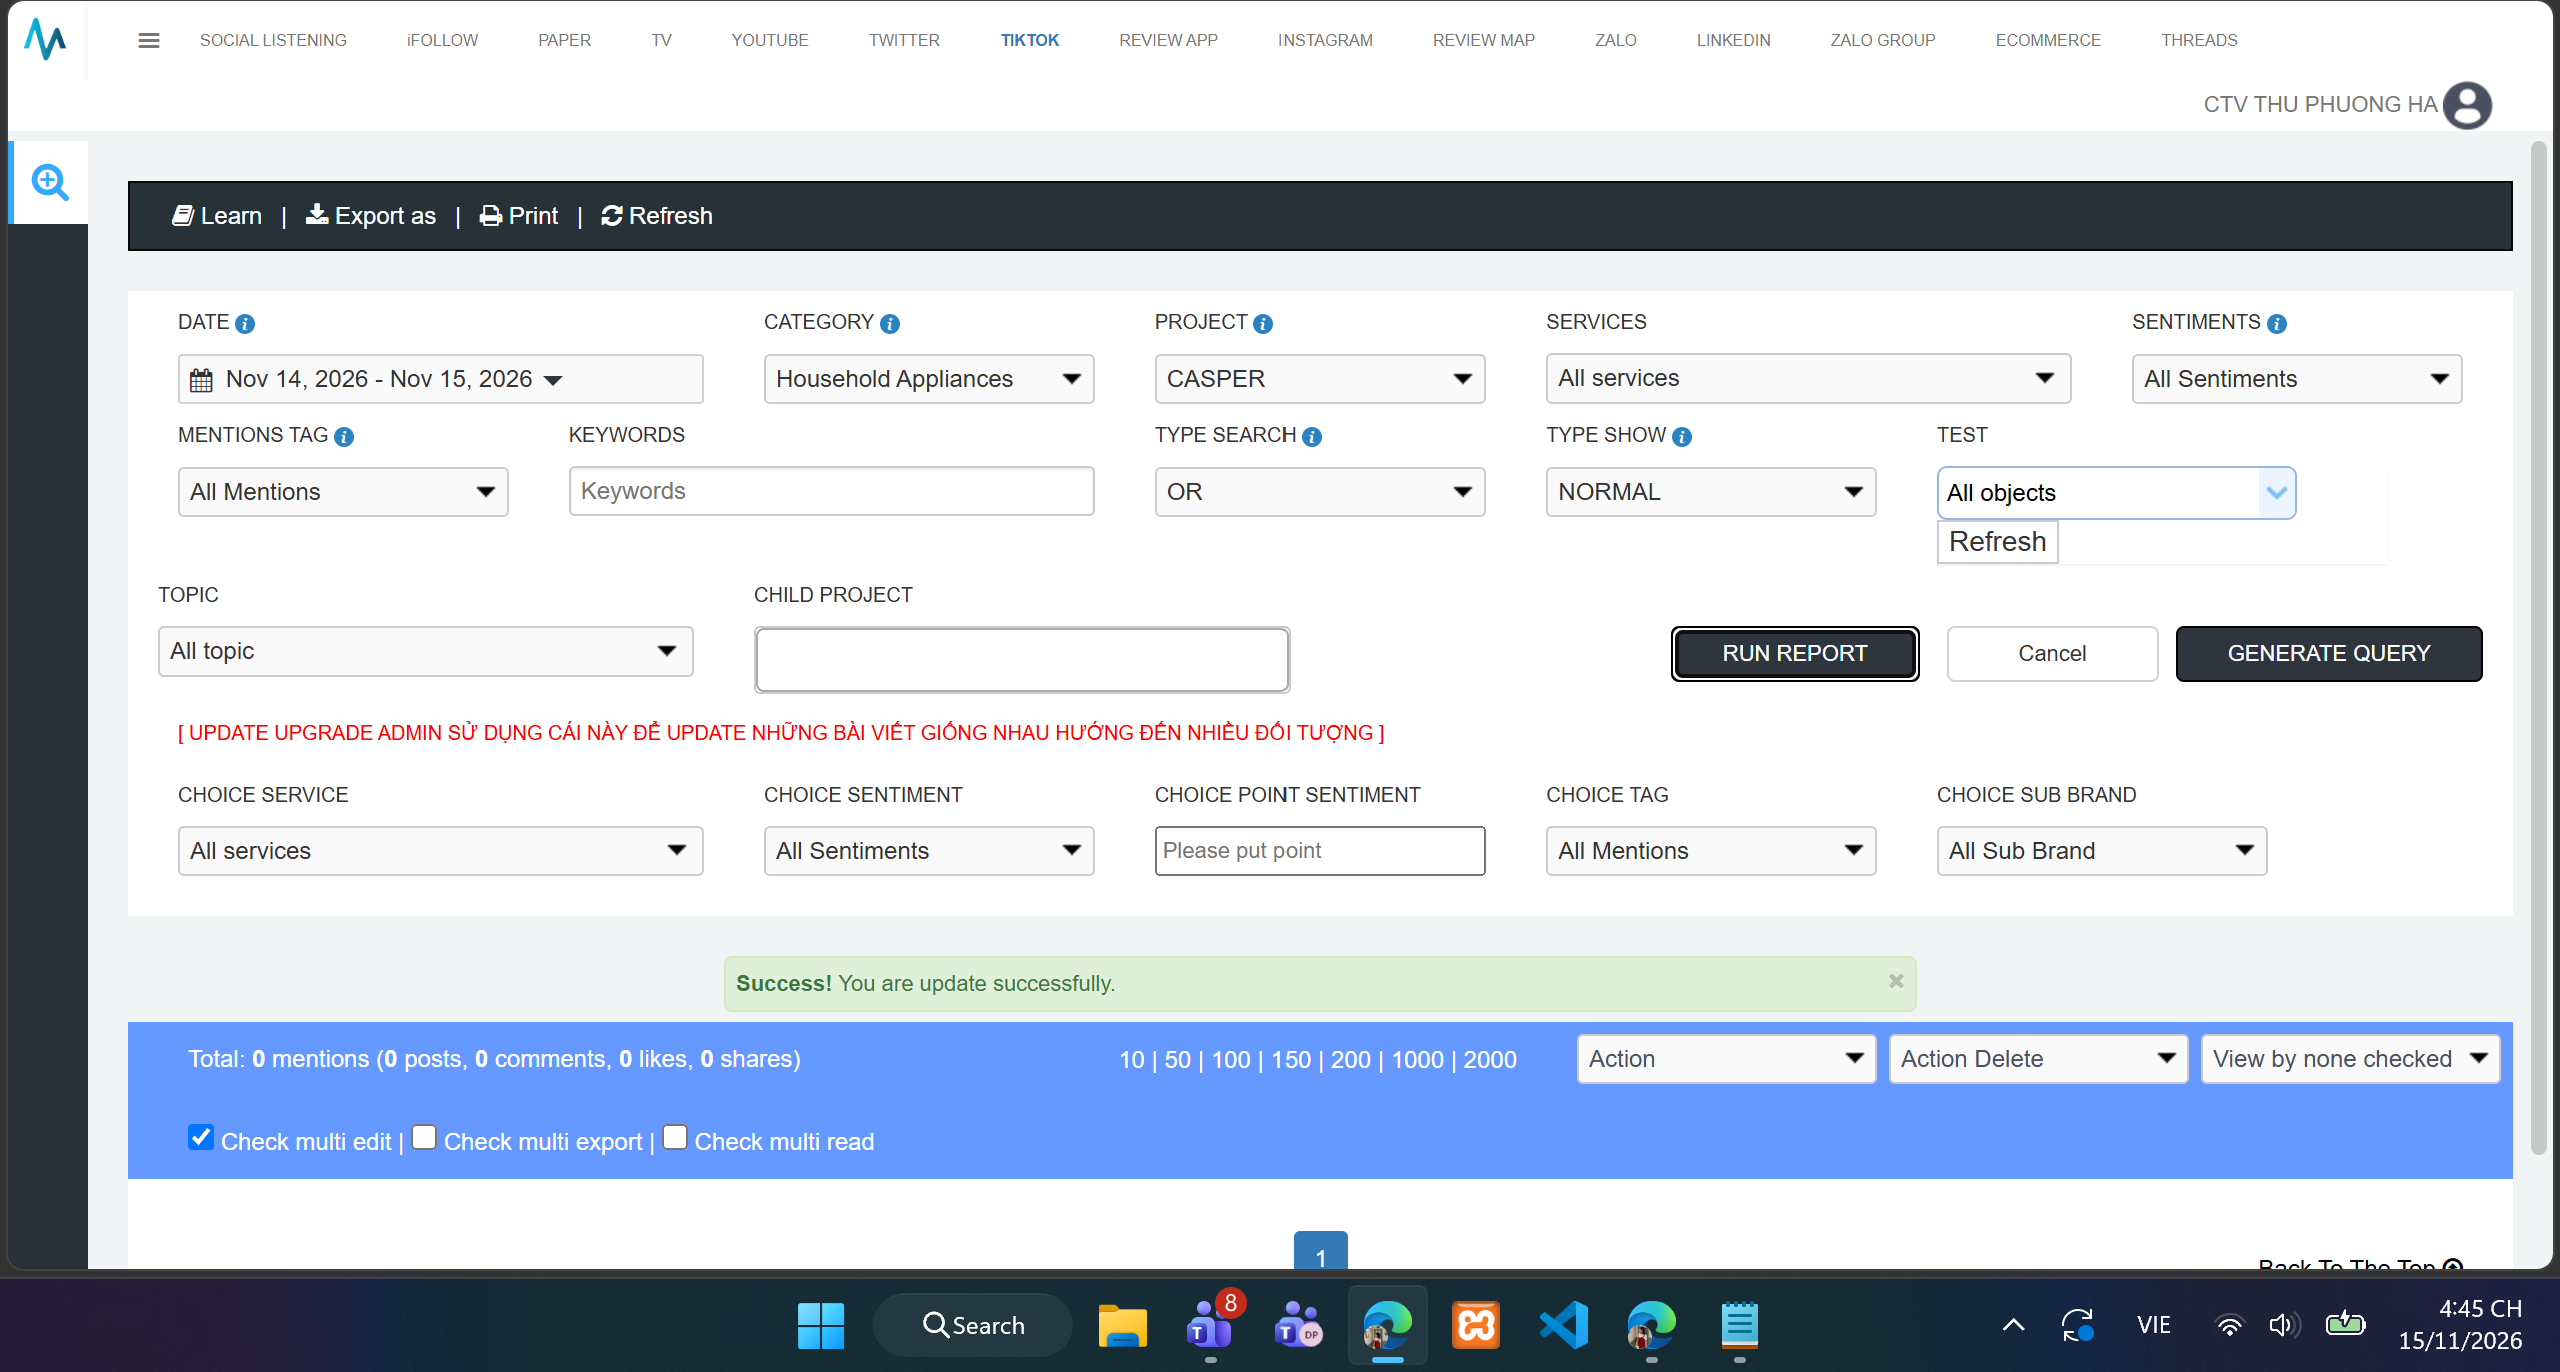 SOCIAL LISTENING iFOLLOW PAPER TV YOUTUBE TWITTER TIKTOK REVIEW APP INSTAGRAM REVIEW MAP ZALO LINKEDIN ZALO GROUP ECOMMERCE THREADS
CTV THU PHUONG HA
Learn | Export as | Print | Refresh
DATE CATEGORY PROJECT SERVICES SENTIMENTS
Nov 14, 2026 - Nov 15, 2026 Household Appliances CASPER All services All Sentiments
MENTIONS TAG KEYWORDS TYPE SEARCH TYPE SHOW TEST
All Mentions Keywords OR NORMAL All objects
Refresh
TOPIC CHILD PROJECT
All topic RUN REPORT Cancel GENERATE QUERY
[ UPDATE UPGRADE ADMIN SỬ DỤNG CÁI NÀY ĐỂ UPDATE NHỮNG BÀI VIẾT GIỐNG NHAU HƯỚNG ĐẾN NHIỀU ĐỐI TƯỢNG ]
CHOICE SERVICE CHOICE SENTIMENT CHOICE POINT SENTIMENT CHOICE TAG CHOICE SUB BRAND
All services All Sentiments Please put point All Mentions All Sub Brand
Success! You are update successfully.
Total: 0 mentions (0 posts, 0 comments, 0 likes, 0 shares) 10 | 50 | 100 | 150 | 200 | 1000 | 2000 Action Action Delete View by none checked
Check multi edit | Check multi export | Check multi read
1
Back To The Top
Search 8 T T DP VIE 4:45 CH
15/11/2026